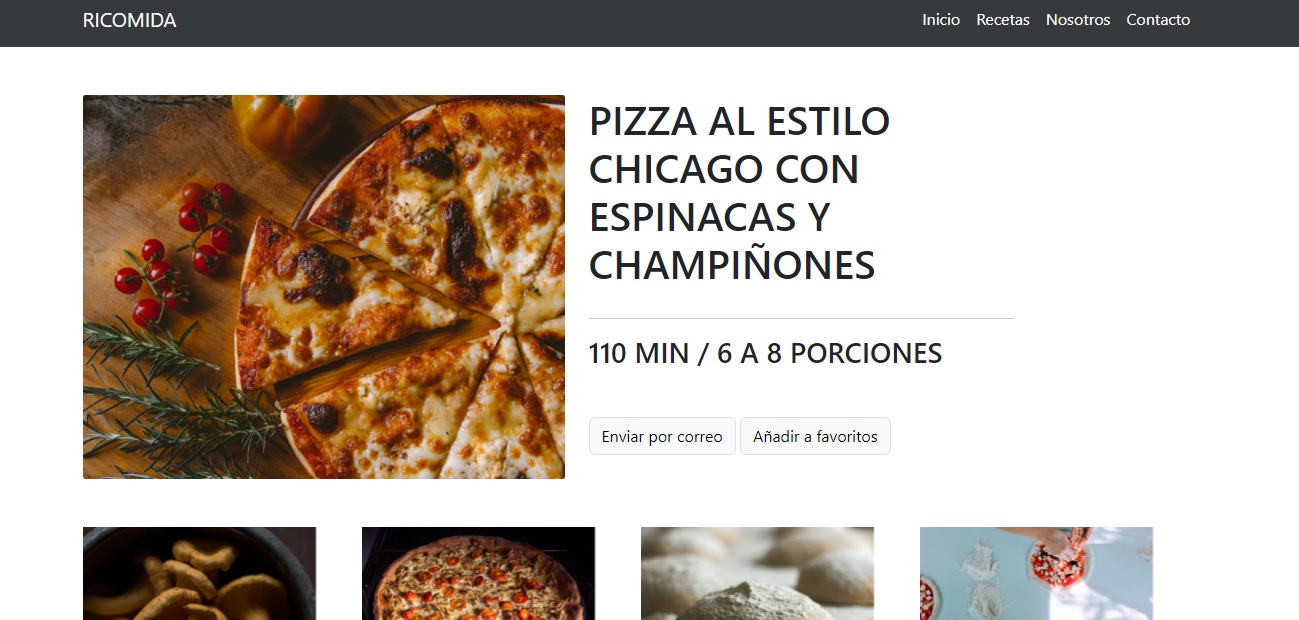 RICOMIDA
Inicio Recetas Nosotros Contacto
PIZZA AL ESTILO
CHICAGO CON
ESPINACAS Y
CHAMPIÑONES
110 MIN / 6 A 8 PORCIONES
Enviar por correo
Añadir a favoritos